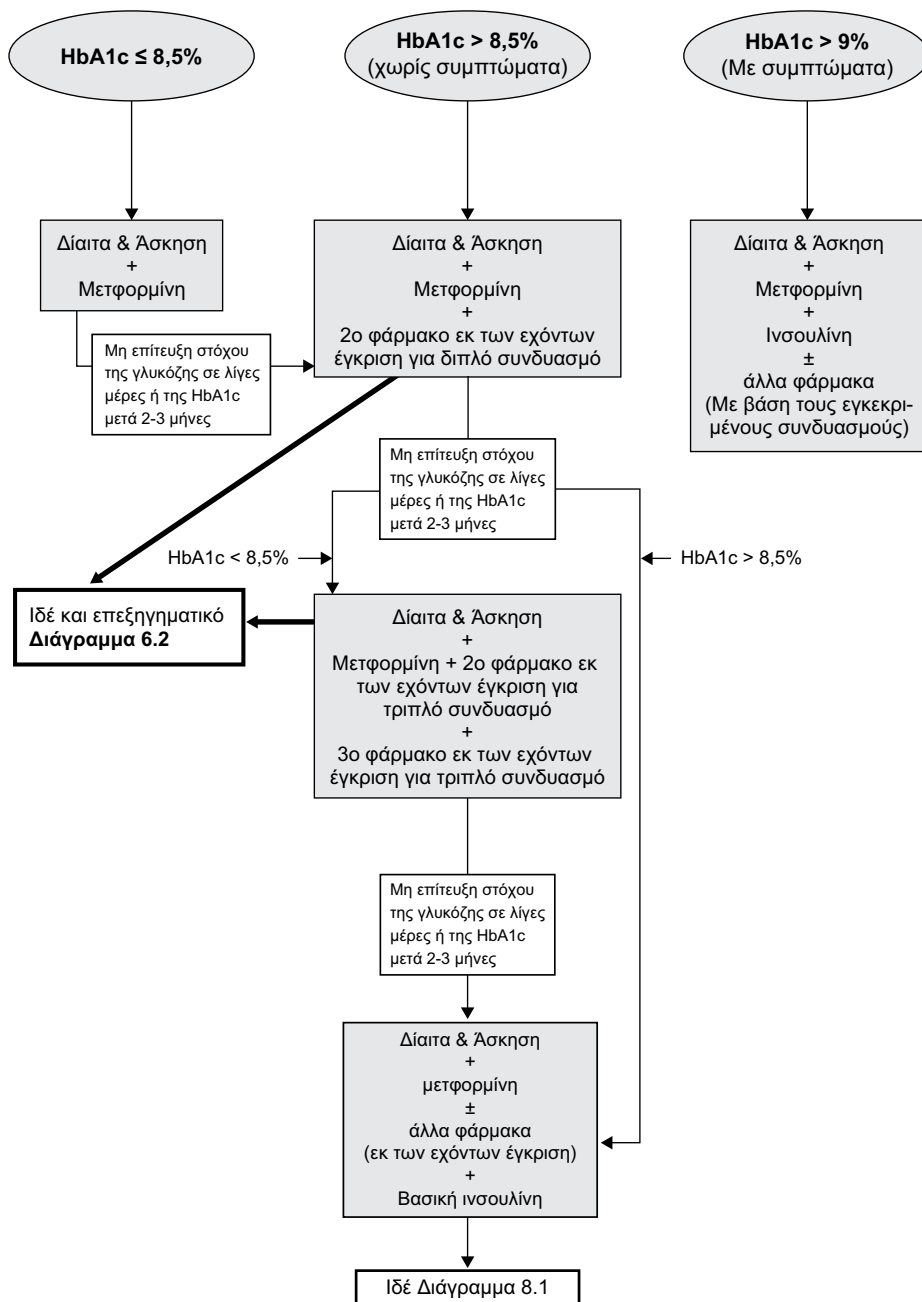 HbA1c ≤ 8,5%
HbA1c > 8,5%
(χωρίς συμπτώματα)
HbA1c > 9%
(Με συμπτώματα)
Δίαιτα & Άσκηση
+
Μετφορμίνη
Δίαιτα & Άσκηση
+
Μετφορμίνη
+
2ο φάρμακο εκ των εχόντων
έγκριση για διπλό συνδυασμό
Δίαιτα & Άσκηση
+
Μετφορμίνη
+
Ινσουλίνη
±
άλλα φάρμακα
(Με βάση τους εγκεκρι-
μένους συνδυασμούς)
Μη επίτευξη στόχου
της γλυκόζης σε λίγες
μέρες ή της HbA1c
μετά 2-3 μήνες
Μη επίτευξη στόχου
της γλυκόζης σε λίγες
μέρες ή της HbA1c
μετά 2-3 μήνες
HbA1c < 8,5%
HbA1c > 8,5%
Ιδέ και επεξηγηματικό
Διάγραμμα 6.2
Δίαιτα & Άσκηση
+
Μετφορμίνη + 2ο φάρμακο εκ
των εχόντων έγκριση για
τριπλό συνδυασμό
+
3ο φάρμακο εκ των εχόντων
έγκριση για τριπλό συνδυασμό
Μη επίτευξη στόχου
της γλυκόζης σε λίγες
μέρες ή της HbA1c
μετά 2-3 μήνες
Δίαιτα & Άσκηση
+
μετφορμίνη
±
άλλα φάρμακα
(εκ των εχόντων έγκριση)
+
Βασική ινσουλίνη
Ιδέ Διάγραμμα 8.1